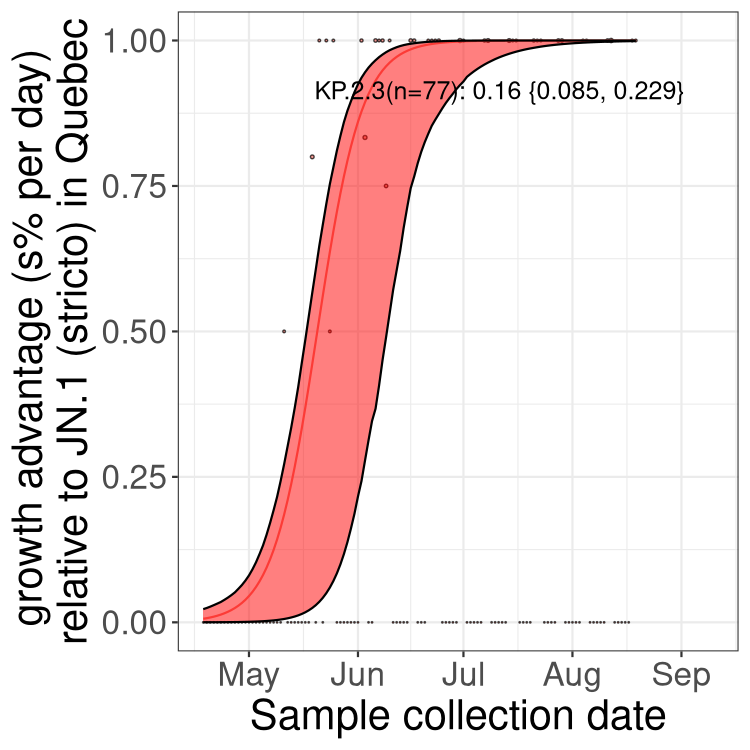 growth advantage (s% per day)
relative to JN.1 (stricto) in Quebec
1.00
0.75
0.50
0.25
0.00
KP.2.3(n=77): 0.16 {0.085, 0.229}
May Jun Jul Aug Sep
Sample collection date